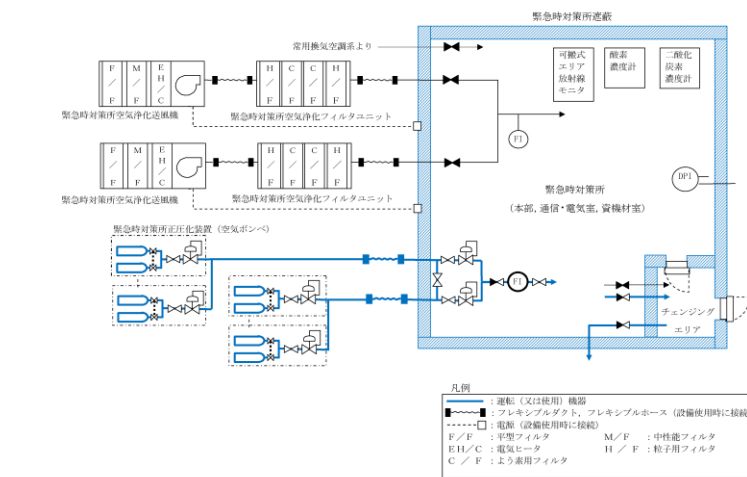 緊急時対策所遮蔽
常用換気空調系より
可搬式
エリア
放射線
モニタ
酸素
濃度計
二酸化
炭素
濃度計
F／F
M／F
EH／C
H／F
C／F
C／F
H／F
緊急時対策所空気浄化送風機
緊急時対策所空気浄化フィルタユニット
FI
F／F
M／F
EH／C
H／F
C／F
C／F
H／F
緊急時対策所空気浄化送風機
緊急時対策所空気浄化フィルタユニット
DPI
緊急時対策所
（本部，通信・電気室，資機材室）
緊急時対策所正圧化装置（空気ボンベ）
FI
チェンジング
エリア
凡例
：運転（又は使用）機器
：フレキシブルダクト，フレキシブルホース（設備使用時に接続
：電源（設備使用時に接続）
F／F ：平型フィルタ M／F ：中性能フィルタ
EH／C ：電気ヒータ H ／ F ：粒子用フィルタ
C ／ F ：よう素用フィルタ